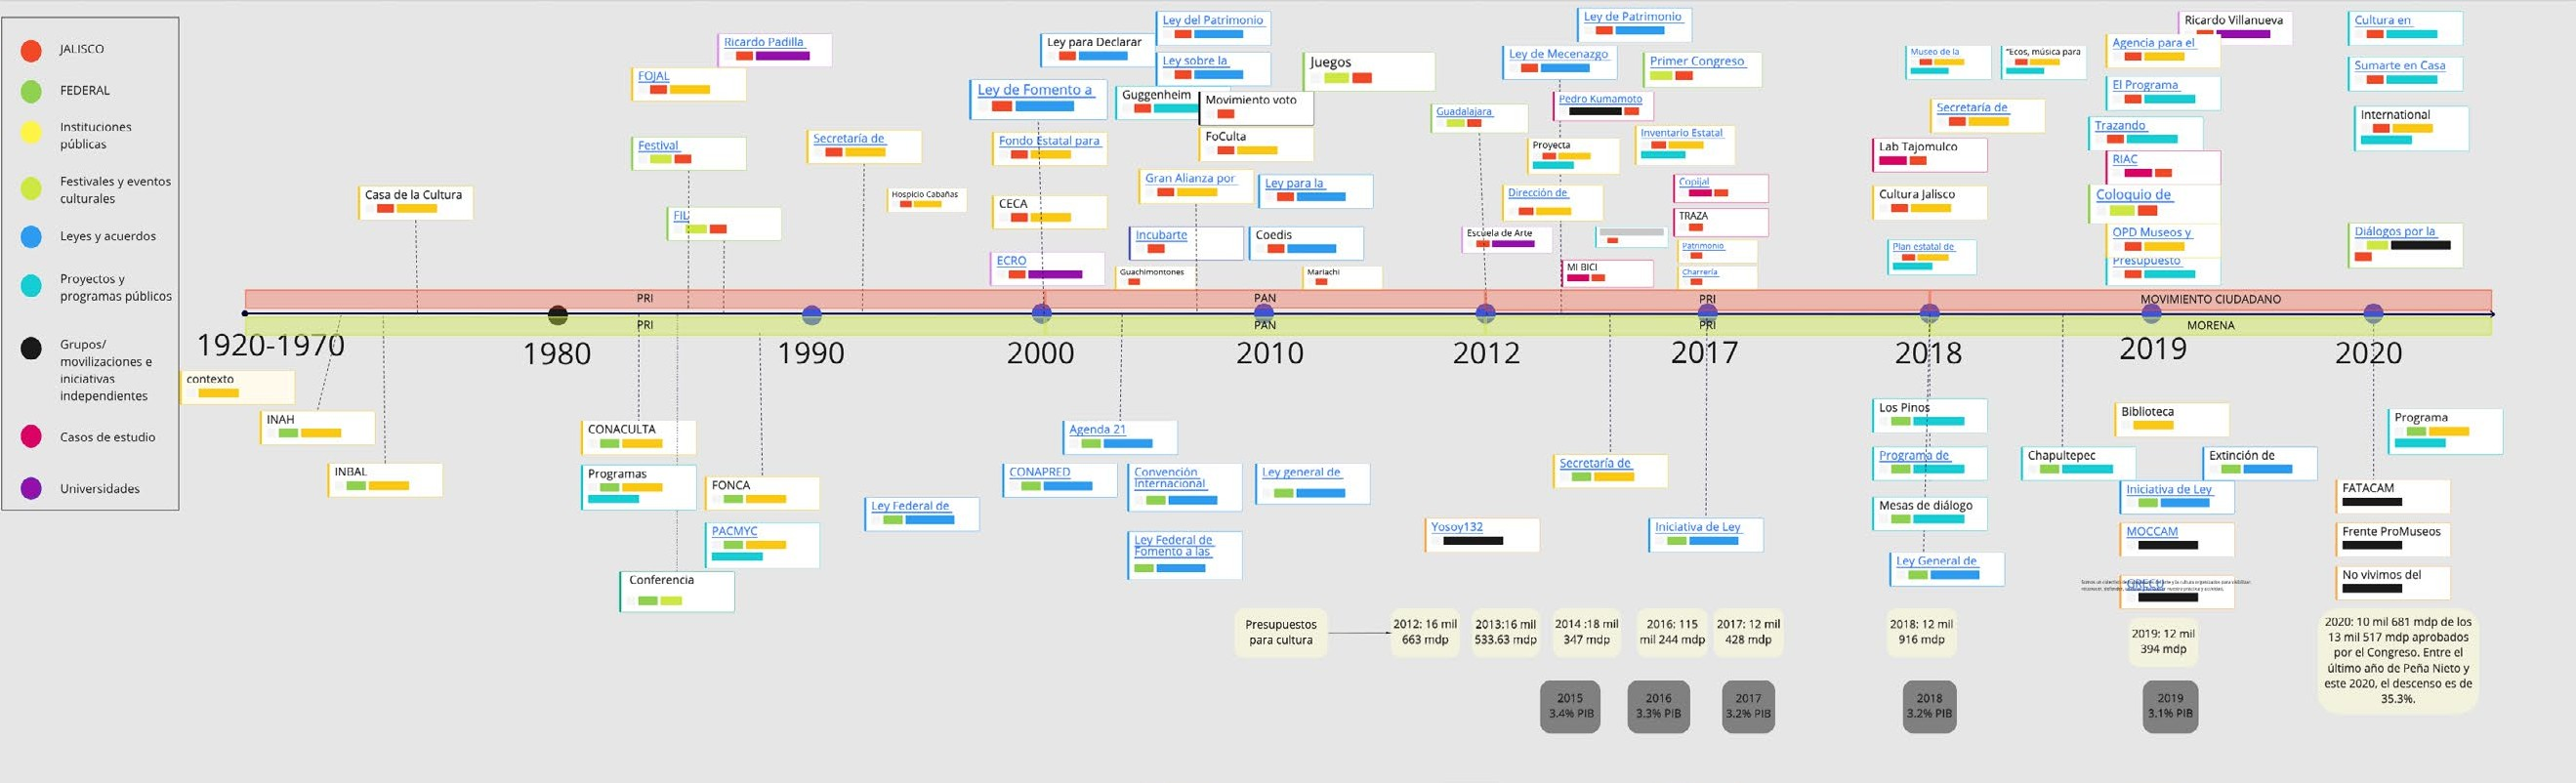 JALISCO
FEDERAL
Instituciones
públicas
Festivales y eventos
culturales
Leyes y acuerdos
Proyectos y
programas públicos
Grupos/
movilizaciones e
iniciativas
independientes
Casos de estudio
Universidades
Casa de la Cultura
FOJAL
Ricardo Padilla
Festival
FIL
Secretaría de
Hospicio Cabañas
Ley de Fomento a
Ley para Declarar
Fondo Estatal para
CECA
ECRO
Ley del Patrimonio
Ley sobre la
Guggenheim
Movimiento voto
FoCulta
Gran Alianza por
Ley para la
Incubarte
Coedis
Guachimontones
Mariachi
Juegos
Guadalajara
Escuela de Arte
Ley de Patrimonio
Ley de Mecenazgo
Primer Congreso
Pedro Kumamoto
Proyecta
Inventario Estatal
Dirección de
Copijal
TRAZA
Patrimonio
Charrería
MI BICI
Museo de la
"Ecos, música para
Secretaría de
Lab Tajomulco
Cultura Jalisco
Plan estatal de
Ricardo Villanueva
Agencia para el
El Programa
Trazando
RIAC
Coloquio de
OPD Museos y
Presupuesto
Cultura en
Sumarte en Casa
International
Diálogos por la
PRI
PAN
PRI
MOVIMIENTO CIUDADANO
PRI
PAN
PRI
MORENA
1920-1970
1980
1990
2000
2010
2012
2017
2018
2019
2020
contexto
INAH
INBAL
CONACULTA
Programas
FONCA
PACMYC
Conferencia
Ley Federal de
Agenda 21
CONAPRED
Convención
Internacional
Ley general de
Ley Federal de
Fomento a las
Yosoy132
Secretaría de
Iniciativa de Ley
Los Pinos
Programa de
Mesas de diálogo
Ley General de
Chapultepec
Biblioteca
Extinción de
Iniciativa de Ley
MOCCAM
Programa
FATACAM
Frente ProMuseos
No vivimos del
Presupuestos
para cultura
2012: 16 mil
663 mdp
2013:16 mil
533.63 mdp
2014 :18 mil
347 mdp
2016: 115
mil 244 mdp
2017: 12 mil
428 mdp
2018: 12 mil
916 mdp
2019: 12 mil
394 mdp
2020: 10 mil 681 mdp de los
13 mil 517 mdp aprobados
por el Congreso. Entre el
último año de Peña Nieto y
este 2020, el descenso es de
35.3%.
2015
3.4% PIB
2016
3.3% PIB
2017
3.2% PIB
2018
3.2% PIB
2019
3.1% PIB